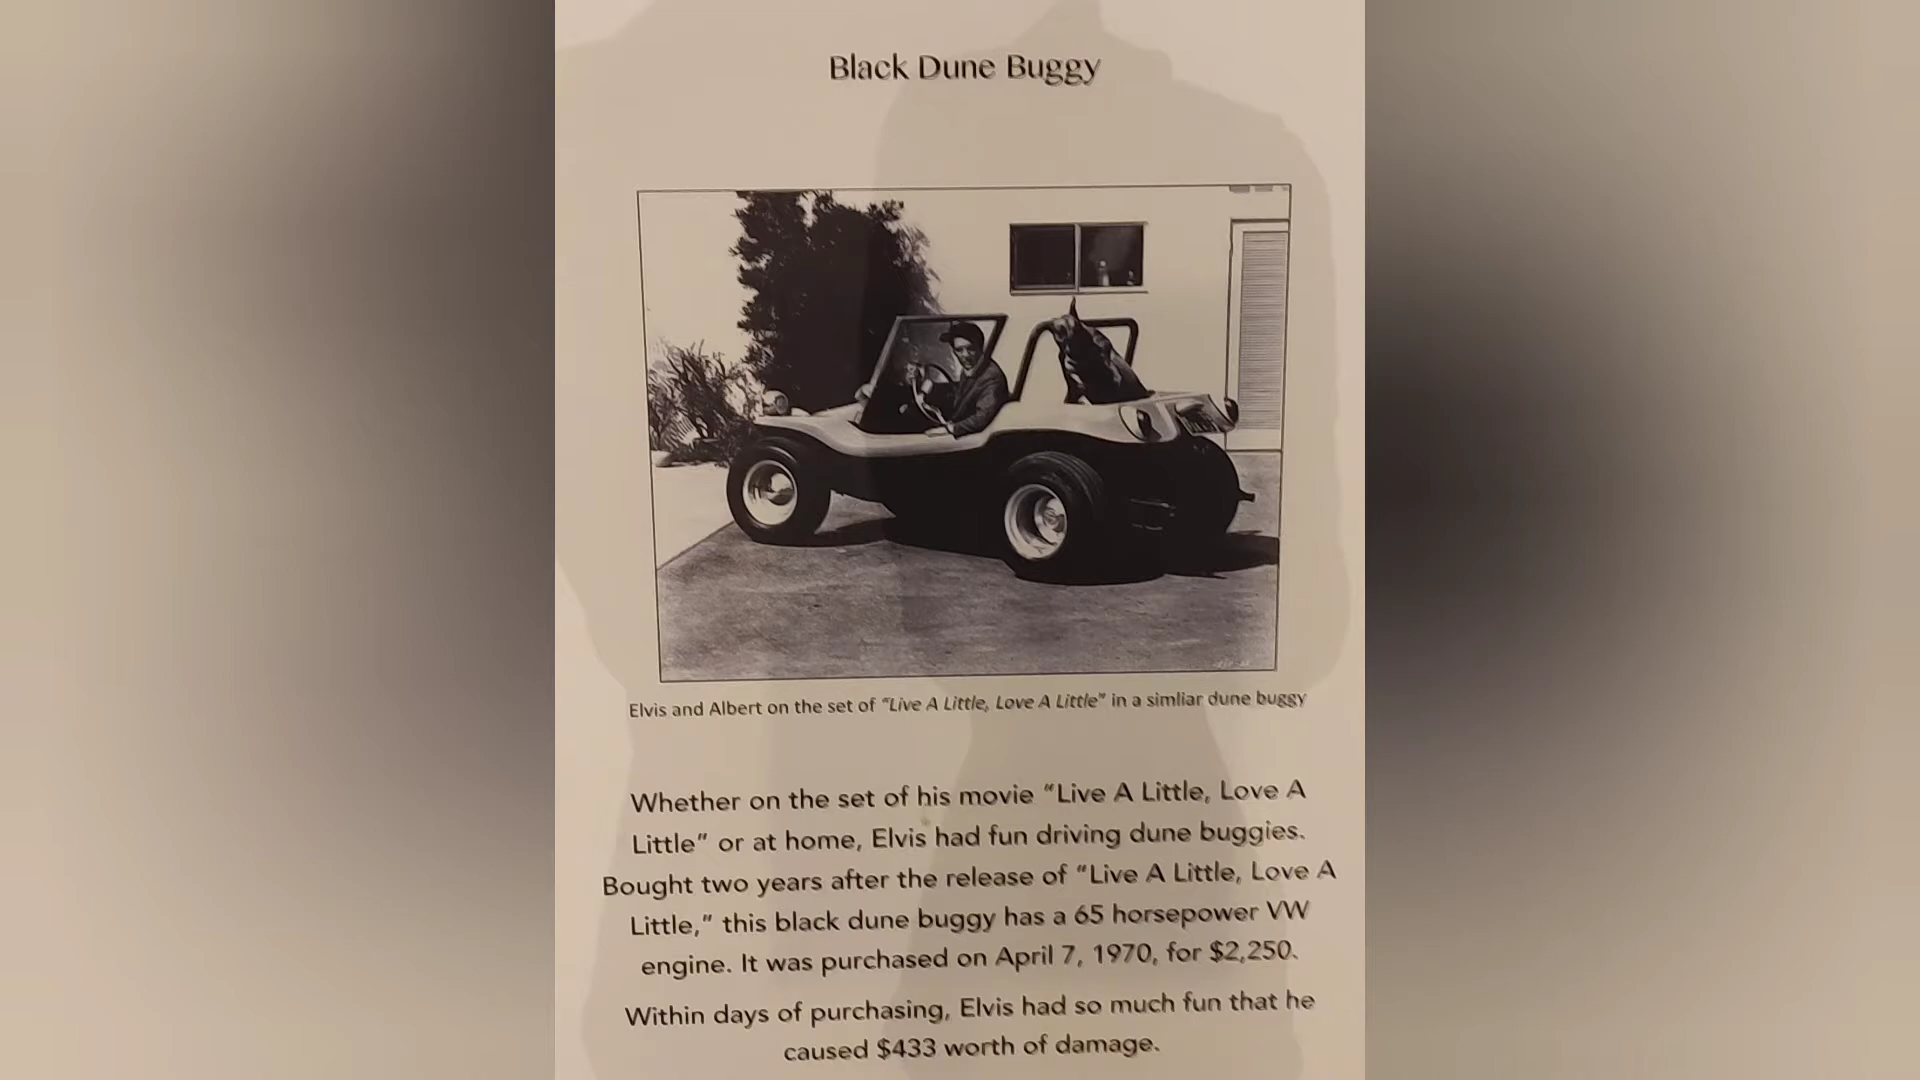 Black Dune Buggy
Elvis and Albert on the set of "Live A Little, Love A Little" in a simliar dune buggy
Whether on the set of his movie "Live A Little, Love A
Little" or at home, Elvis had fun driving dune buggies.
Bought two years after the release of "Live A Little, Love A
Little," this black dune buggy has a 65 horsepower VW
engine. It was purchased on April 7, 1970, for $2,250.
Within days of purchasing, Elvis had so much fun that he
caused $433 worth of damage.